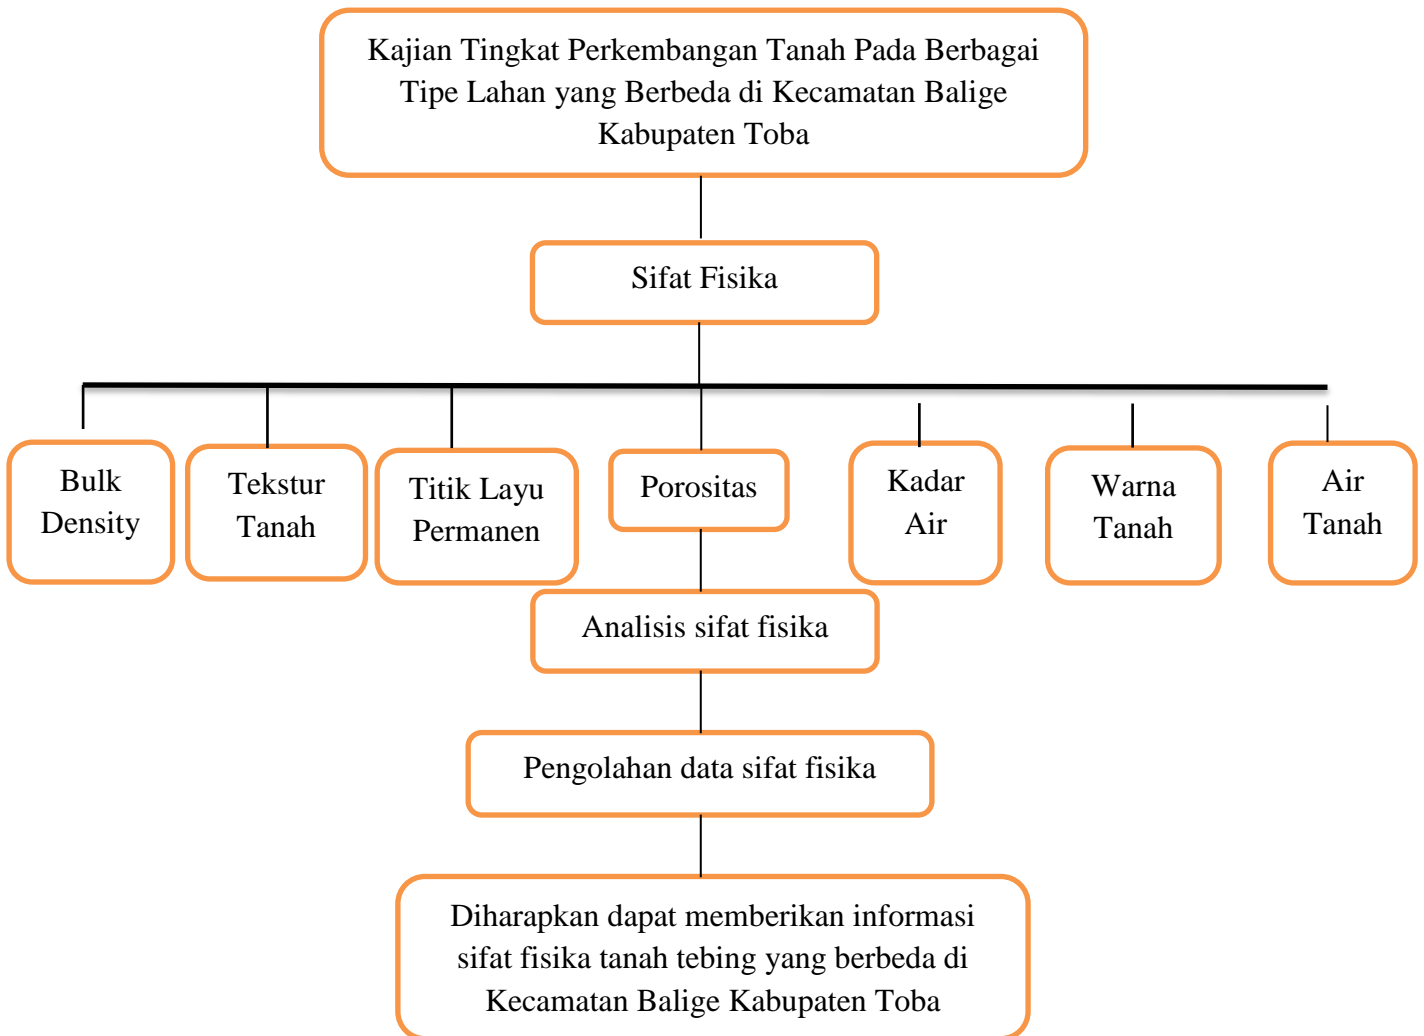 Kajian Tingkat Perkembangan Tanah Pada Berbagai
Tipe Lahan yang Berbeda di Kecamatan Balige
Kabupaten Toba
Sifat Fisika
Bulk
Density
Tekstur
Tanah
Titik Layu
Permanen
Porositas
Kadar
Air
Warna
Tanah
Air
Tanah
Analisis sifat fisika
Pengolahan data sifat fisika
Diharapkan dapat memberikan informasi
sifat fisika tanah tebing yang berbeda di
Kecamatan Balige Kabupaten Toba